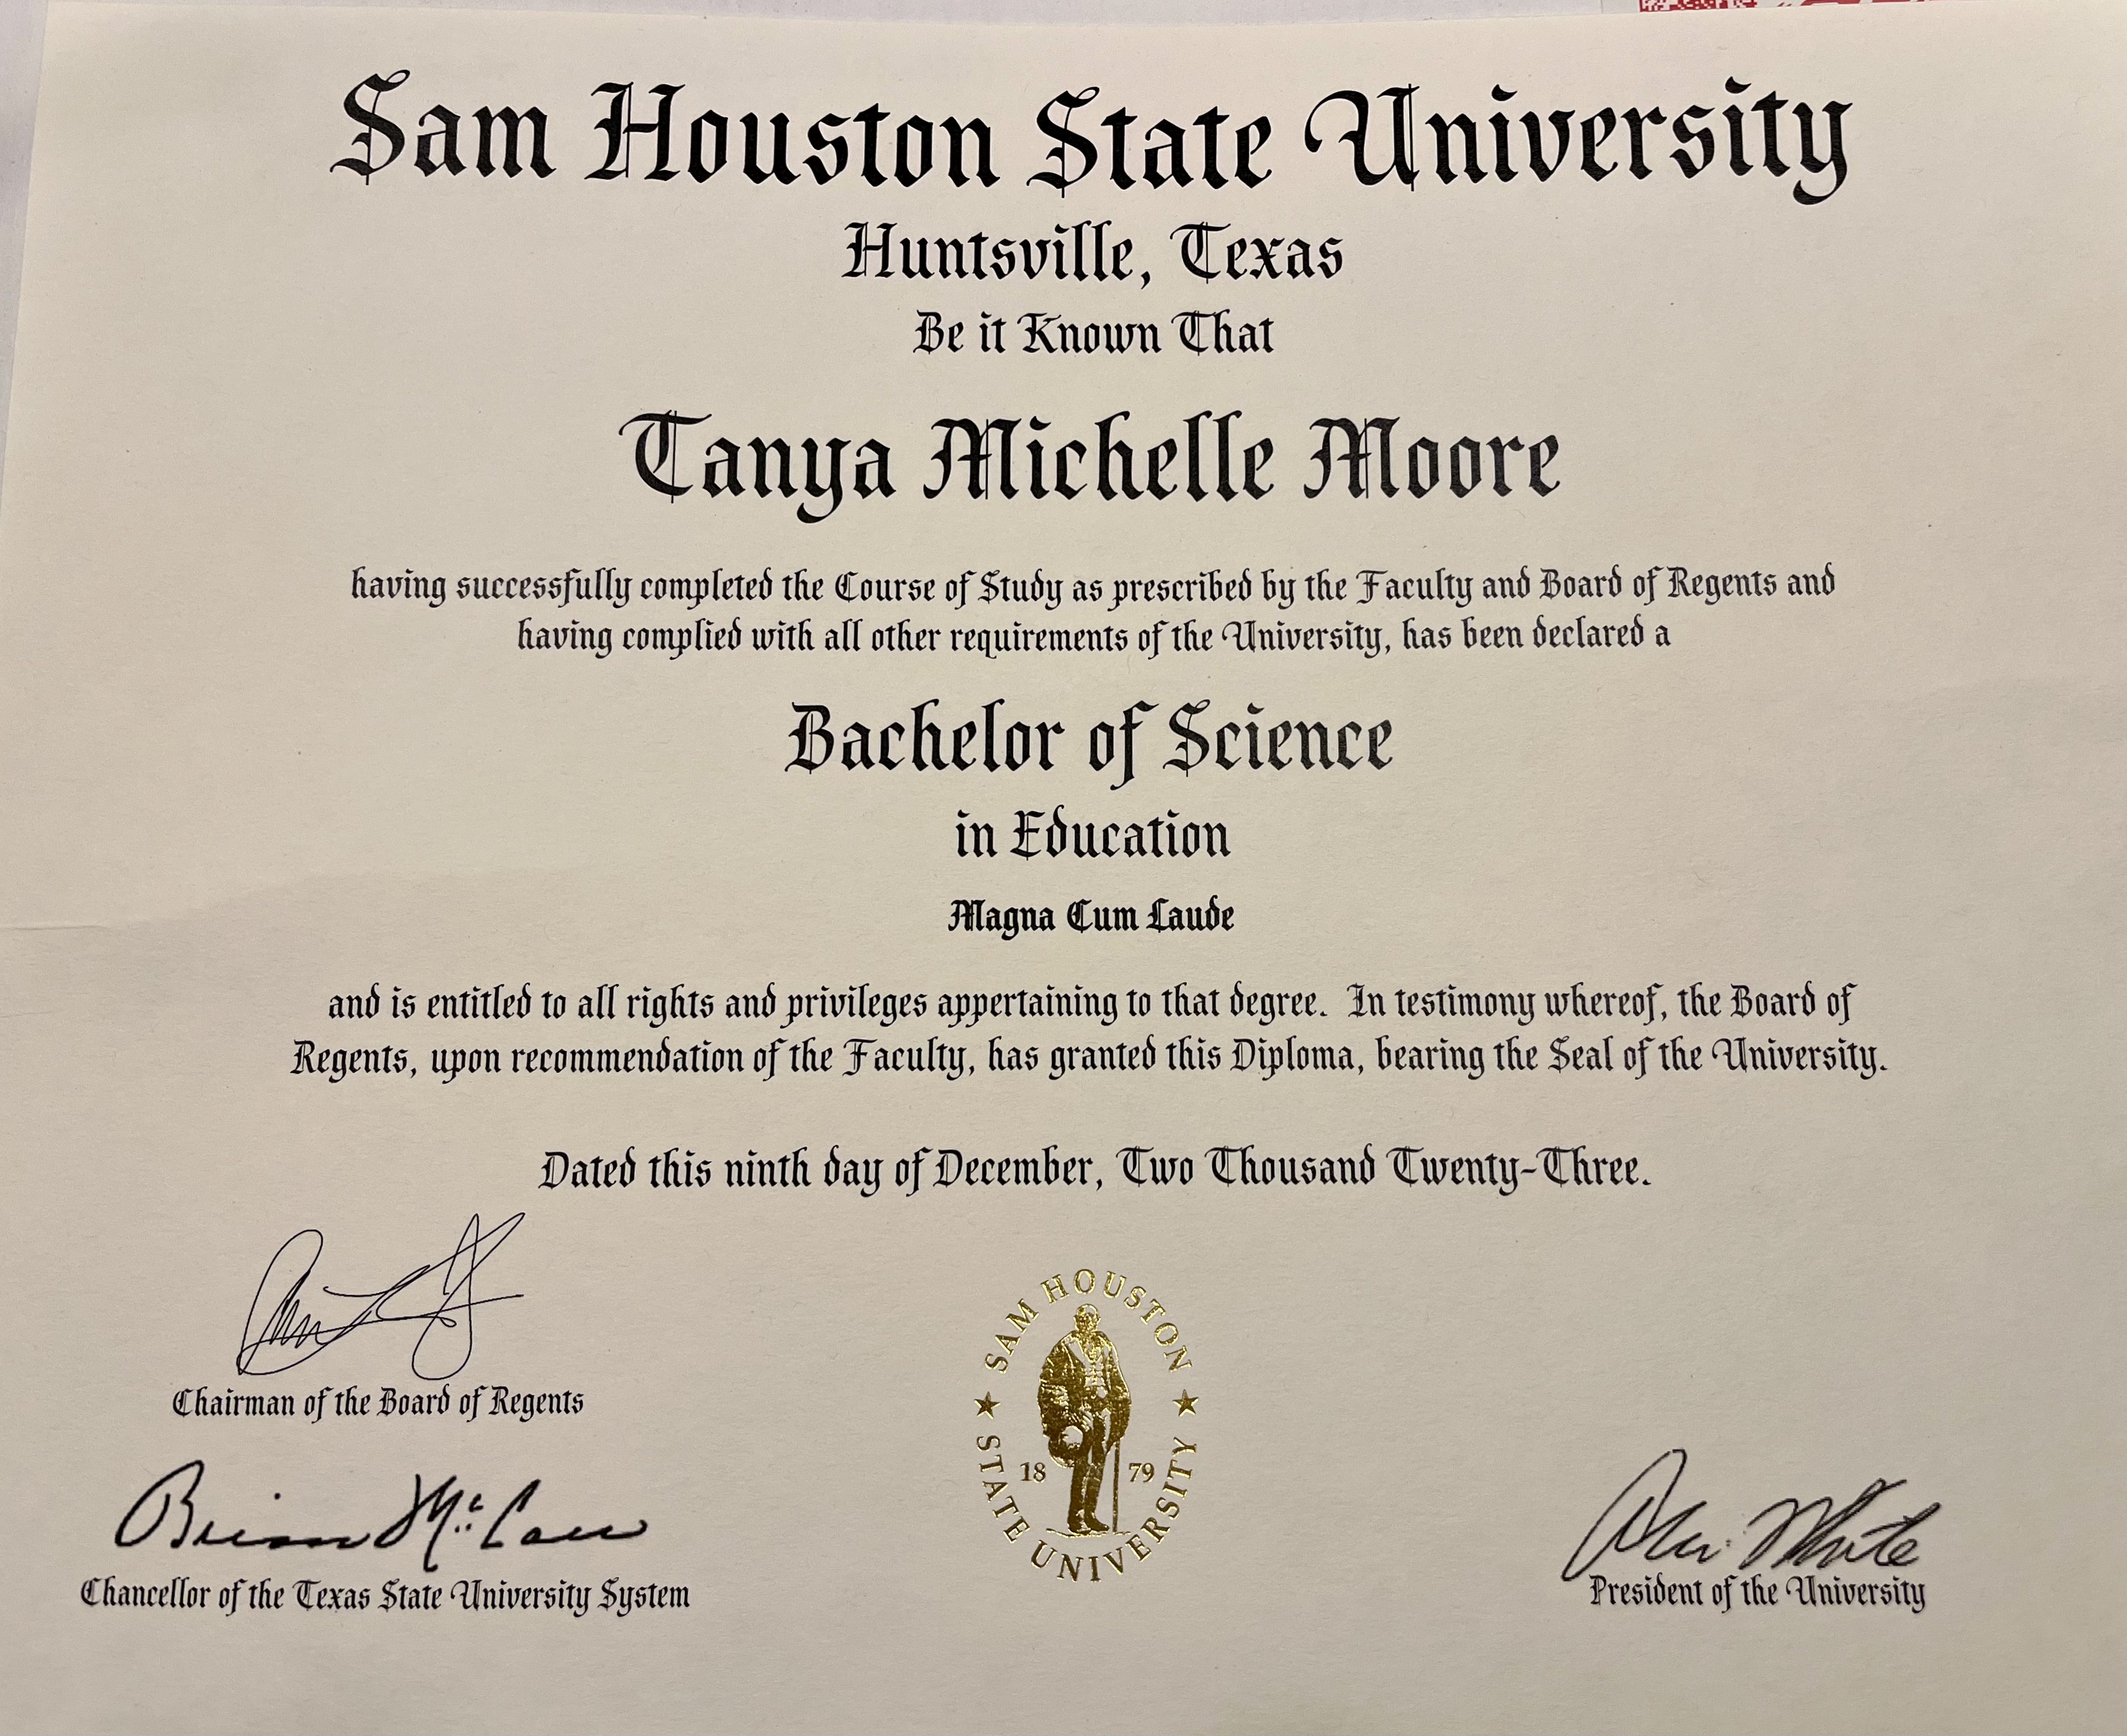 Sam Houston State University
Huntsville, Texas
Be it Known That
Tanya Michelle Moore
having successfully completed the Course of Study as prescribed by the Faculty and Board of Regents and
having complied with all other requirements of the University, has been declared a
Bachelor of Science
in Education
Magna Cum Laude
and is entitled to all rights and privileges appertaining to that degree. In testimony whereof, the Board of
Regents, upon recommendation of the Faculty, has granted this Diploma, bearing the Seal of the University.
Dated this ninth day of December, Two Thousand Twenty-Three.
Chairman of the Board of Regents
Brian McCall
Chancellor of the Texas State University System
SAM HOUSTON
★ STATE UNIVERSITY ★
18 79
President of the University